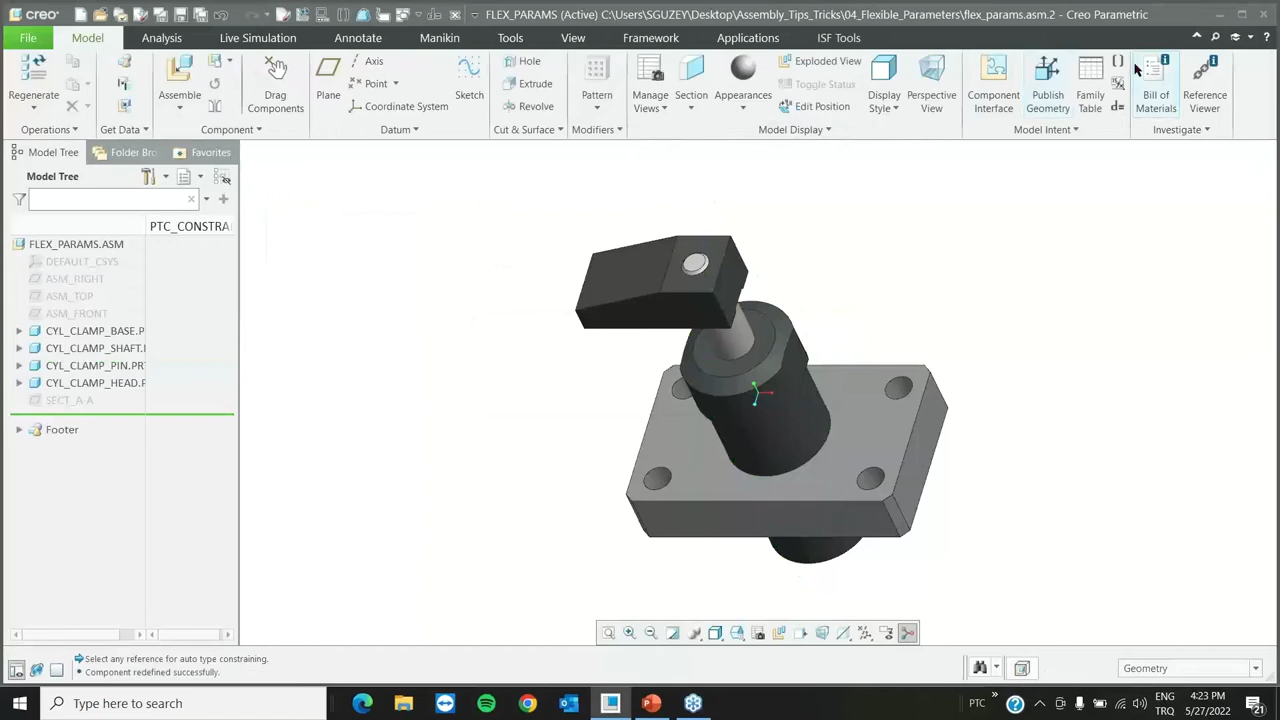 creo
FLEX_PARAMS (Active) C:\Users\SGUZEY\Desktop\Assembly_Tips_Tricks\04_Flexible_Parameters\flex_params.asm.2 - Creo Parametric
File
Model
Analysis
Live Simulation
Annotate
Manikin
Tools
View
Framework
Applications
ISF Tools
Regenerate
Operations
Get Data
Assemble
Drag
Components
Component
Plane
Axis
Point
Coordinate System
Sketch
Datum
Hole
Extrude
Revolve
Cut & Surface
Pattern
Modifiers
Manage
Views
Section
Appearances
Exploded View
Toggle Status
Edit Position
Display
Style
Perspective
View
Model Display
Component
Interface
Publish
Geometry
Family
Table
d=
Model Intent
Bill of
Materials
Reference
Viewer
Investigate
Model Tree
Folder Bro
Favorites
Model Tree
PTC_CONSTRA
FLEX_PARAMS.ASM
DEFAULT_CSYS
ASM_RIGHT
ASM_TOP
ASM_FRONT
CYL_CLAMP_BASE.P
CYL_CLAMP_SHAFT.
CYL_CLAMP_PIN.PR
CYL_CLAMP_HEAD.P
SECT_A-A
Footer
Select any reference for auto type constraining.
• Component redefined successfully.
Geometry
Type here to search
PTC
ENG
TRQ
4:23 PM
5/27/2022
21